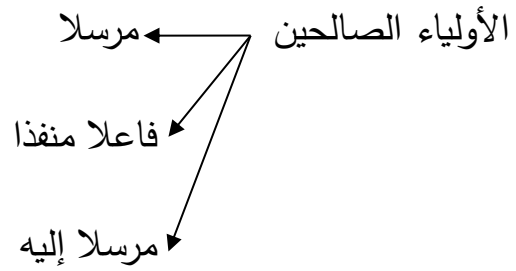 الأولياء الصالحين مرسلا
فاعلا منفذا
مرسلا إليه